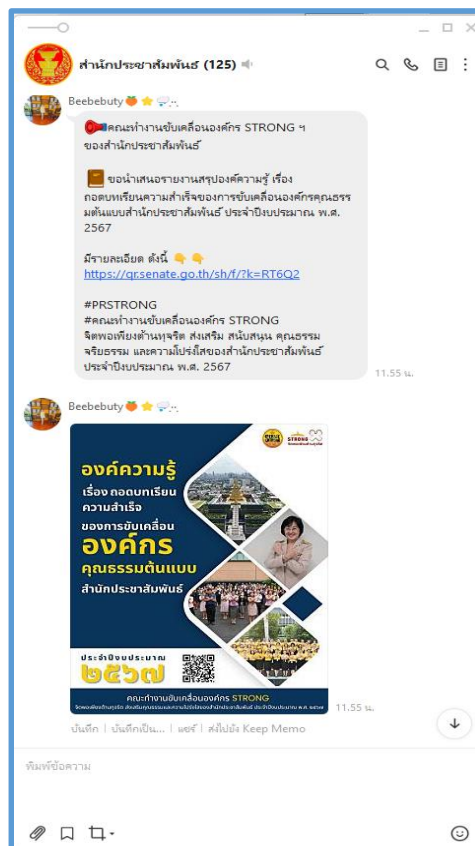 สำนักประชาสัมพันธ์ (125)
Beebebuty
คณะทำงานขับเคลื่อนองค์กร STRONG ฯ
ของสำนักประชาสัมพันธ์
ขอนำเสนอรายงานสรุปองค์ความรู้ เรื่อง
ถอดบทเรียนความสำเร็จของการขับเคลื่อนองค์กรคุณธรร
มต้นแบบสำนักประชาสัมพันธ์ ประจำปีงบประมาณ พ.ศ.
2567
มีรายละเอียด ดังนี้
https://qr.senate.go.th/sh/f/?k=RT6Q2
#PRSTRONG
#คณะทำงานขับเคลื่อนองค์กร STRONG
จิตพอเพียงต้านทุจริต ส่งเสริม สนับสนุน คุณธรรม
จริยธรรม และความโปร่งใสของสำนักประชาสัมพันธ์
ประจำปีงบประมาณ พ.ศ. 2567
11.55 น.
Beebebuty
STRONG
องค์ความรู้
เรื่อง ถอดบทเรียน
ความสำเร็จ
ของการขับเคลื่อน
องค์กร
คุณธรรมต้นแบบ
สำนักประชาสัมพันธ์
ประจำปีงบประมาณ
๒๕๖๗
คณะทำงานขับเคลื่อนองค์กร STRONG
11.55 น.
บันทึก | บันทึกเป็น... | แชร์ | ส่งไปยัง Keep Memo
พิมพ์ข้อความ